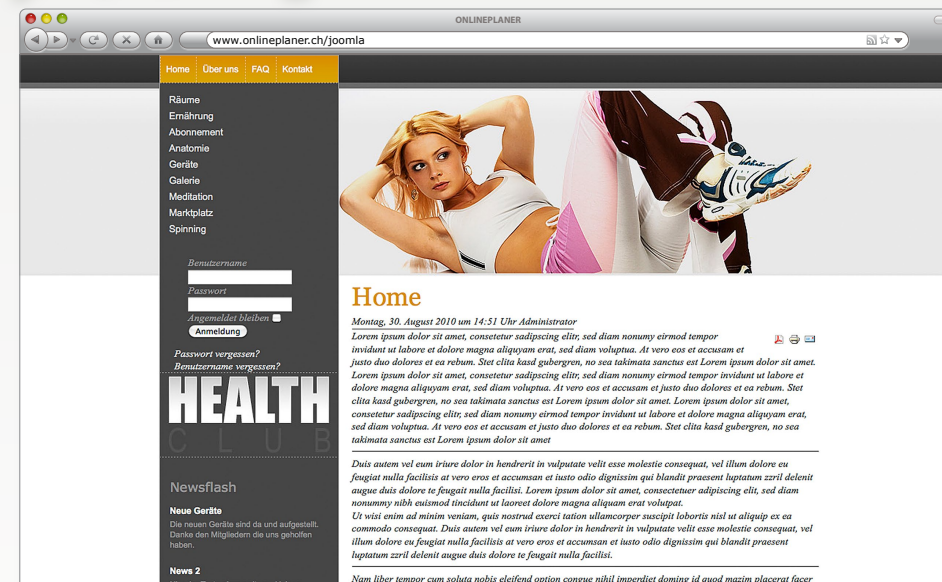 ONLINEPLANER
www.onlineplaner.ch/joomla
Home Über uns FAQ Kontakt
Räume
Ernährung
Abonnement
Anatomie
Geräte
Galerie
Meditation
Marktplatz
Spinning
Benutzername
Passwort
Angemeldet bleiben
Anmeldung
Passwort vergessen?
Benutzername vergessen?
HEALTH
CLUB
Newsflash
Neue Geräte
Die neuen Geräte sind da und aufgestellt.
Danke den Mitgliedern die uns geholfen
haben.
News 2
Home
Montag, 30. August 2010 um 14:51 Uhr Administrator
Lorem ipsum dolor sit amet, consetetur sadipscing elitr, sed diam nonumy eirmod tempor
invidunt ut labore et dolore magna aliquyam erat, sed diam voluptua. At vero eos et accusam et
justo duo dolores et ea rebum. Stet clita kasd gubergren, no sea takimata sanctus est Lorem ipsum dolor sit amet.
Lorem ipsum dolor sit amet, consetetur sadipscing elitr, sed diam nonumy eirmod tempor invidunt ut labore et
dolore magna aliquyam erat, sed diam voluptua. At vero eos et accusam et justo duo dolores et ea rebum. Stet
clita kasd gubergren, no sea takimata sanctus est Lorem ipsum dolor sit amet. Lorem ipsum dolor sit amet,
consetetur sadipscing elitr, sed diam nonumy eirmod tempor invidunt ut labore et dolore magna aliquyam erat,
sed diam voluptua. At vero eos et accusam et justo duo dolores et ea rebum. Stet clita kasd gubergren, no sea
takimata sanctus est Lorem ipsum dolor sit amet
Duis autem vel eum iriure dolor in hendrerit in vulputate velit esse molestie consequat, vel illum dolore eu
feugiat nulla facilisis at vero eros et accumsan et iusto odio dignissim qui blandit praesent luptatum zzril delenit
augue duis dolore te feugait nulla facilisi. Lorem ipsum dolor sit amet, consectetuer adipiscing elit, sed diam
nonummy nibh euismod tincidunt ut laoreet dolore magna aliquam erat volutpat.
Ut wisi enim ad minim veniam, quis nostrud exerci tation ullamcorper suscipit lobortis nisl ut aliquip ex ea
commodo consequat. Duis autem vel eum iriure dolor in hendrerit in vulputate velit esse molestie consequat, vel
illum dolore eu feugiat nulla facilisis at vero eros et accumsan et iusto odio dignissim qui blandit praesent
luptatum zzril delenit augue duis dolore te feugait nulla facilisi.
Nam liber tempor cum soluta nobis eleifend option congue nihil imperdiet doming id quod mazim placerat facer